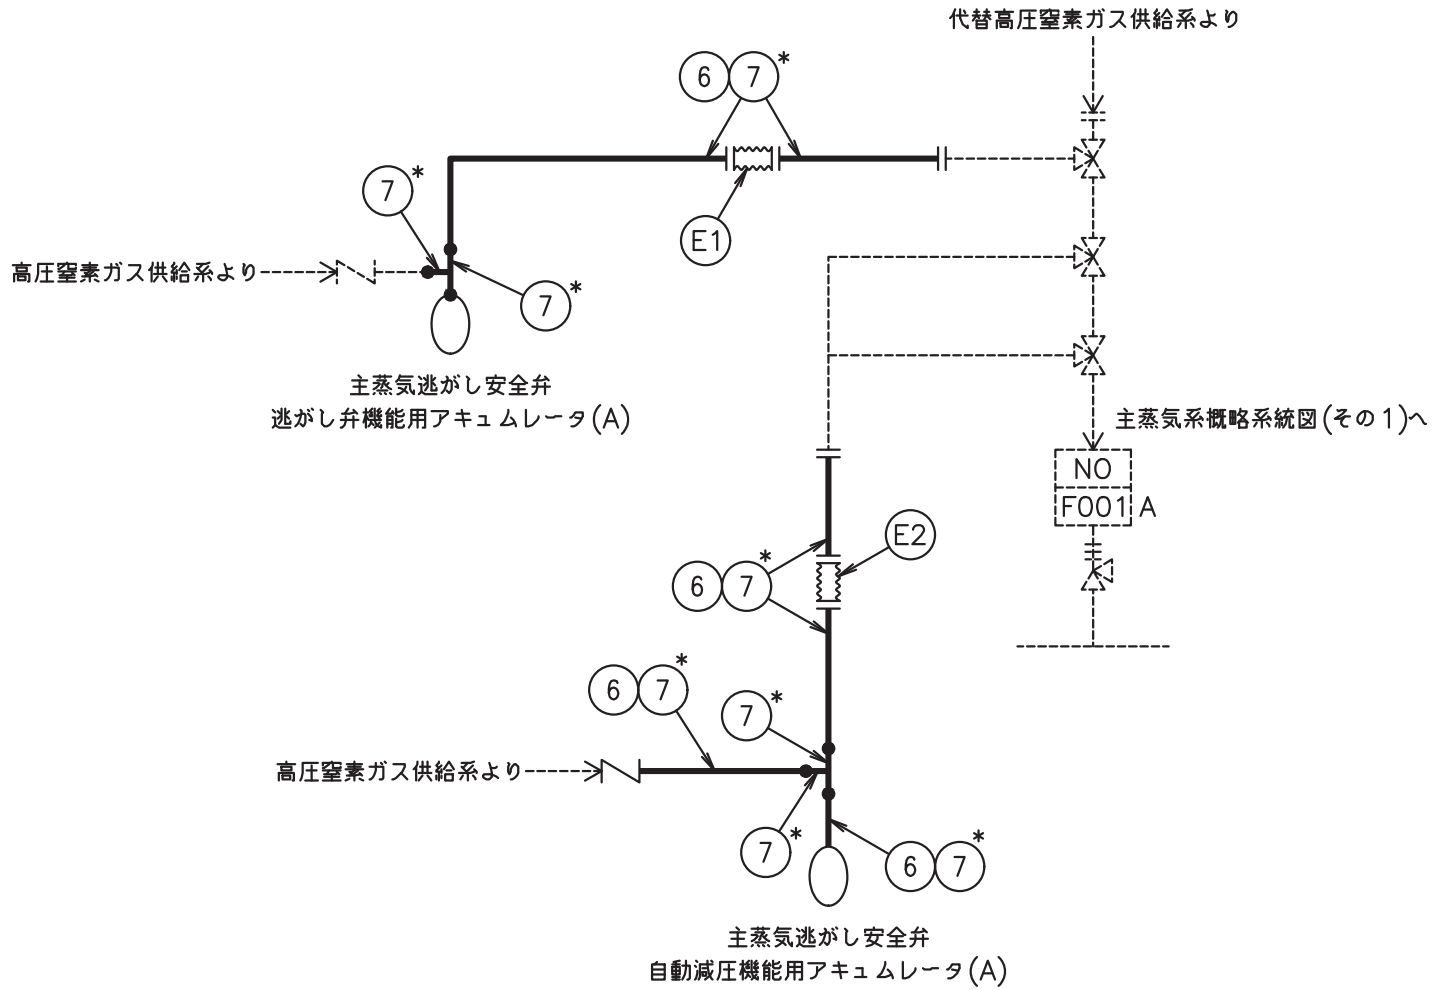 代替高圧窒素ガス供給系より
6 7*
7*
E1
高圧窒素ガス供給系より
7*
主蒸気逃がし安全弁
逃がし弁機能用アキュムレータ(A)
主蒸気系概略系統図(その1)へ
NO
F001 A
E2
6 7*
6 7*
7*
高圧窒素ガス供給系より
7*
6 7*
主蒸気逃がし安全弁
自動減圧機能用アキュムレータ(A)